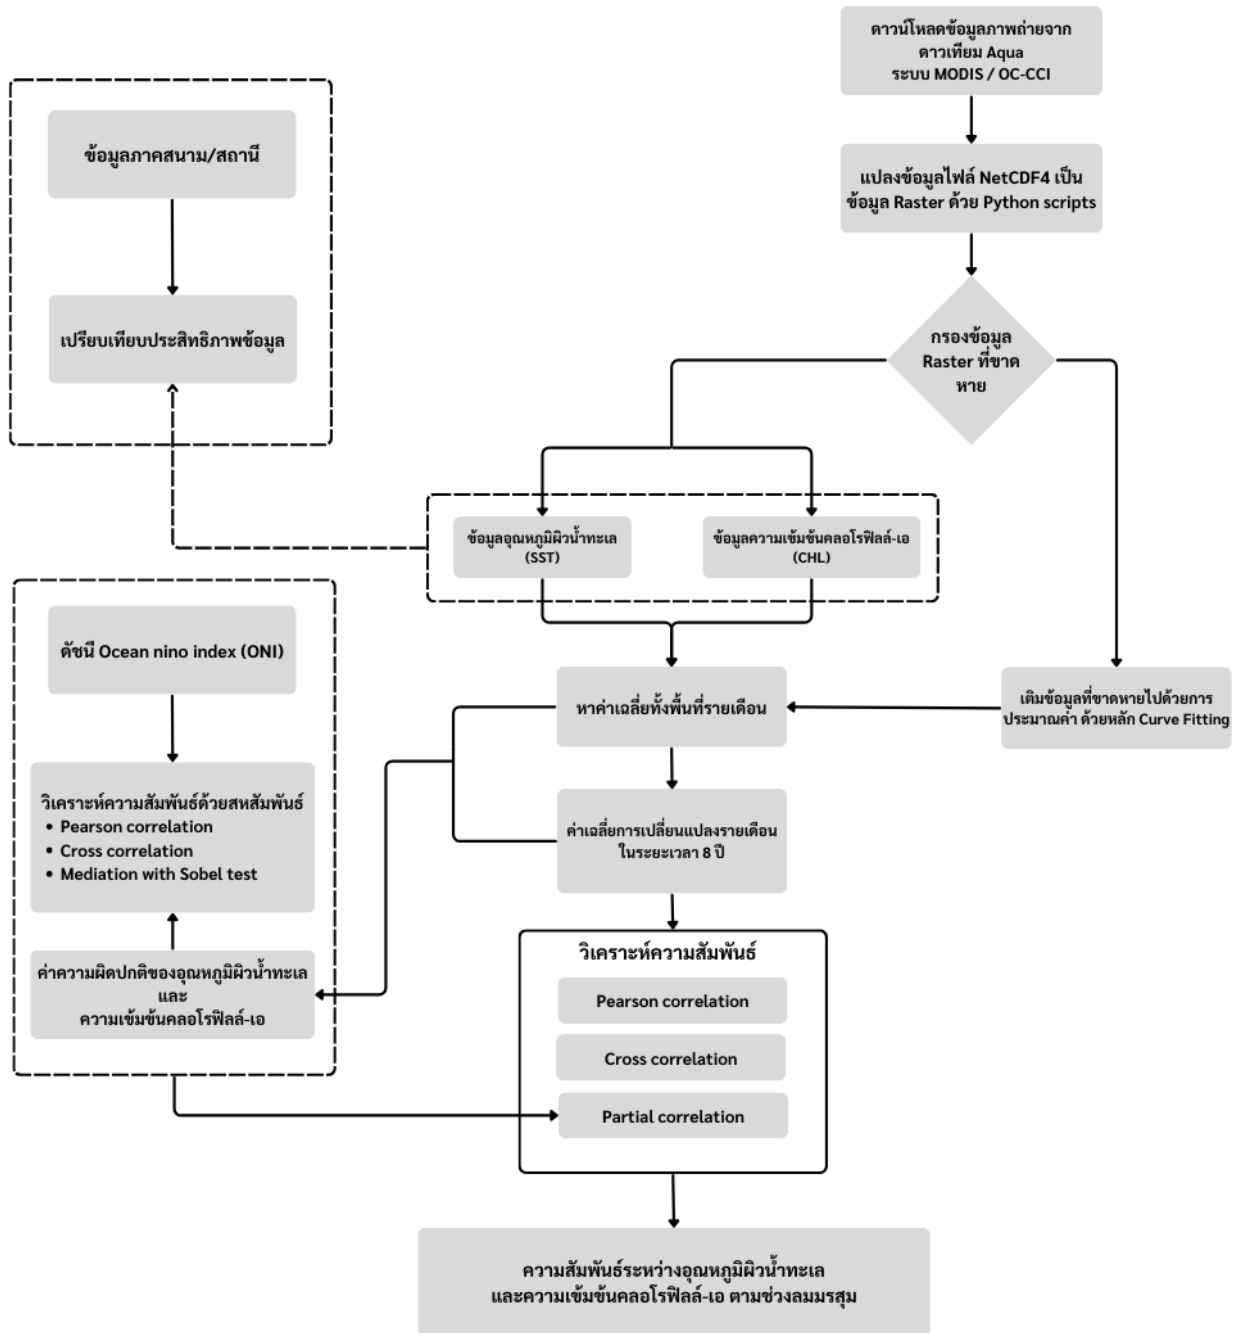 ดาวน์โหลดข้อมูลภาพถ่ายจาก
ดาวเทียม Aqua
ระบบ MODIS / OC-CCI
แปลงข้อมูลไฟล์ NetCDF4 เป็น
ข้อมูล Raster ด้วย Python scripts
กรองข้อมูล
Raster ที่ขาด
หาย
ข้อมูลภาคสนาม/สถานี
เปรียบเทียบประสิทธิภาพข้อมูล
ข้อมูลอุณหภูมิผิวน้ำทะเล
(SST)
ข้อมูลความเข้มข้นคลอโรฟิลล์-เอ
(CHL)
เติมข้อมูลที่ขาดหายไปด้วยการ
ประมาณค่า ด้วยหลัก Curve Fitting
หาค่าเฉลี่ยทั้งพื้นที่รายเดือน
ค่าเฉลี่ยการเปลี่ยนแปลงรายเดือน
ในระยะเวลา 8 ปี
ดัชนี Ocean nino index (ONI)
วิเคราะห์ความสัมพันธ์ด้วยสหสัมพันธ์
• Pearson correlation
• Cross correlation
• Mediation with Sobel test
ค่าความผิดปกติของอุณหภูมิผิวน้ำทะเล
และ
ความเข้มข้นคลอโรฟิลล์-เอ
วิเคราะห์ความสัมพันธ์
Pearson correlation
Cross correlation
Partial correlation
ความสัมพันธ์ระหว่างอุณหภูมิผิวน้ำทะเล
และความเข้มข้นคลอโรฟิลล์-เอ ตามช่วงลมมรสุม